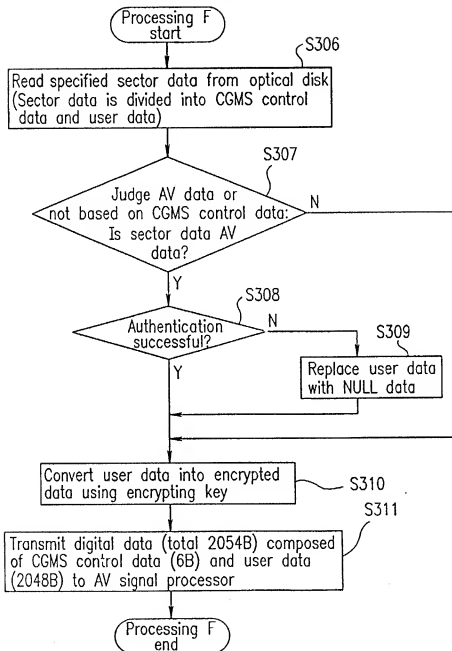 Processing F
start
S306
Read specified sector data from optical disk
(Sector data is divided into CGMS control
data and user data)
S307
Judge AV data or
not based on CGMS control data:
Is sector data AV
data?
N
Y
S308
Authentication
successful?
N
Y
S309
Replace user data
with NULL data
Convert user data into encrypted
data using encrypting key
S310
S311
Transmit digital data (total 2054B) composed
of CGMS control data (6B) and user data
(2048B) to AV signal processor
Processing F
end